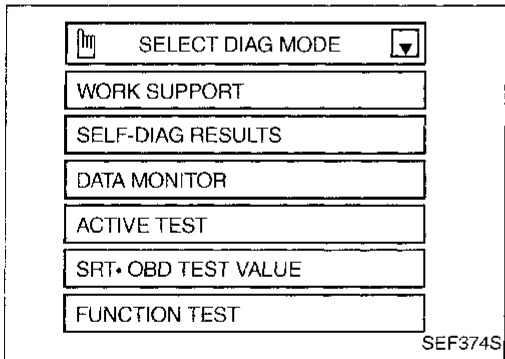 SELECT DIAG MODE
WORK SUPPORT
SELF-DIAG RESULTS
DATA MONITOR
ACTIVE TEST
SRT• OBD TEST VALUE
FUNCTION TEST
SEF374S